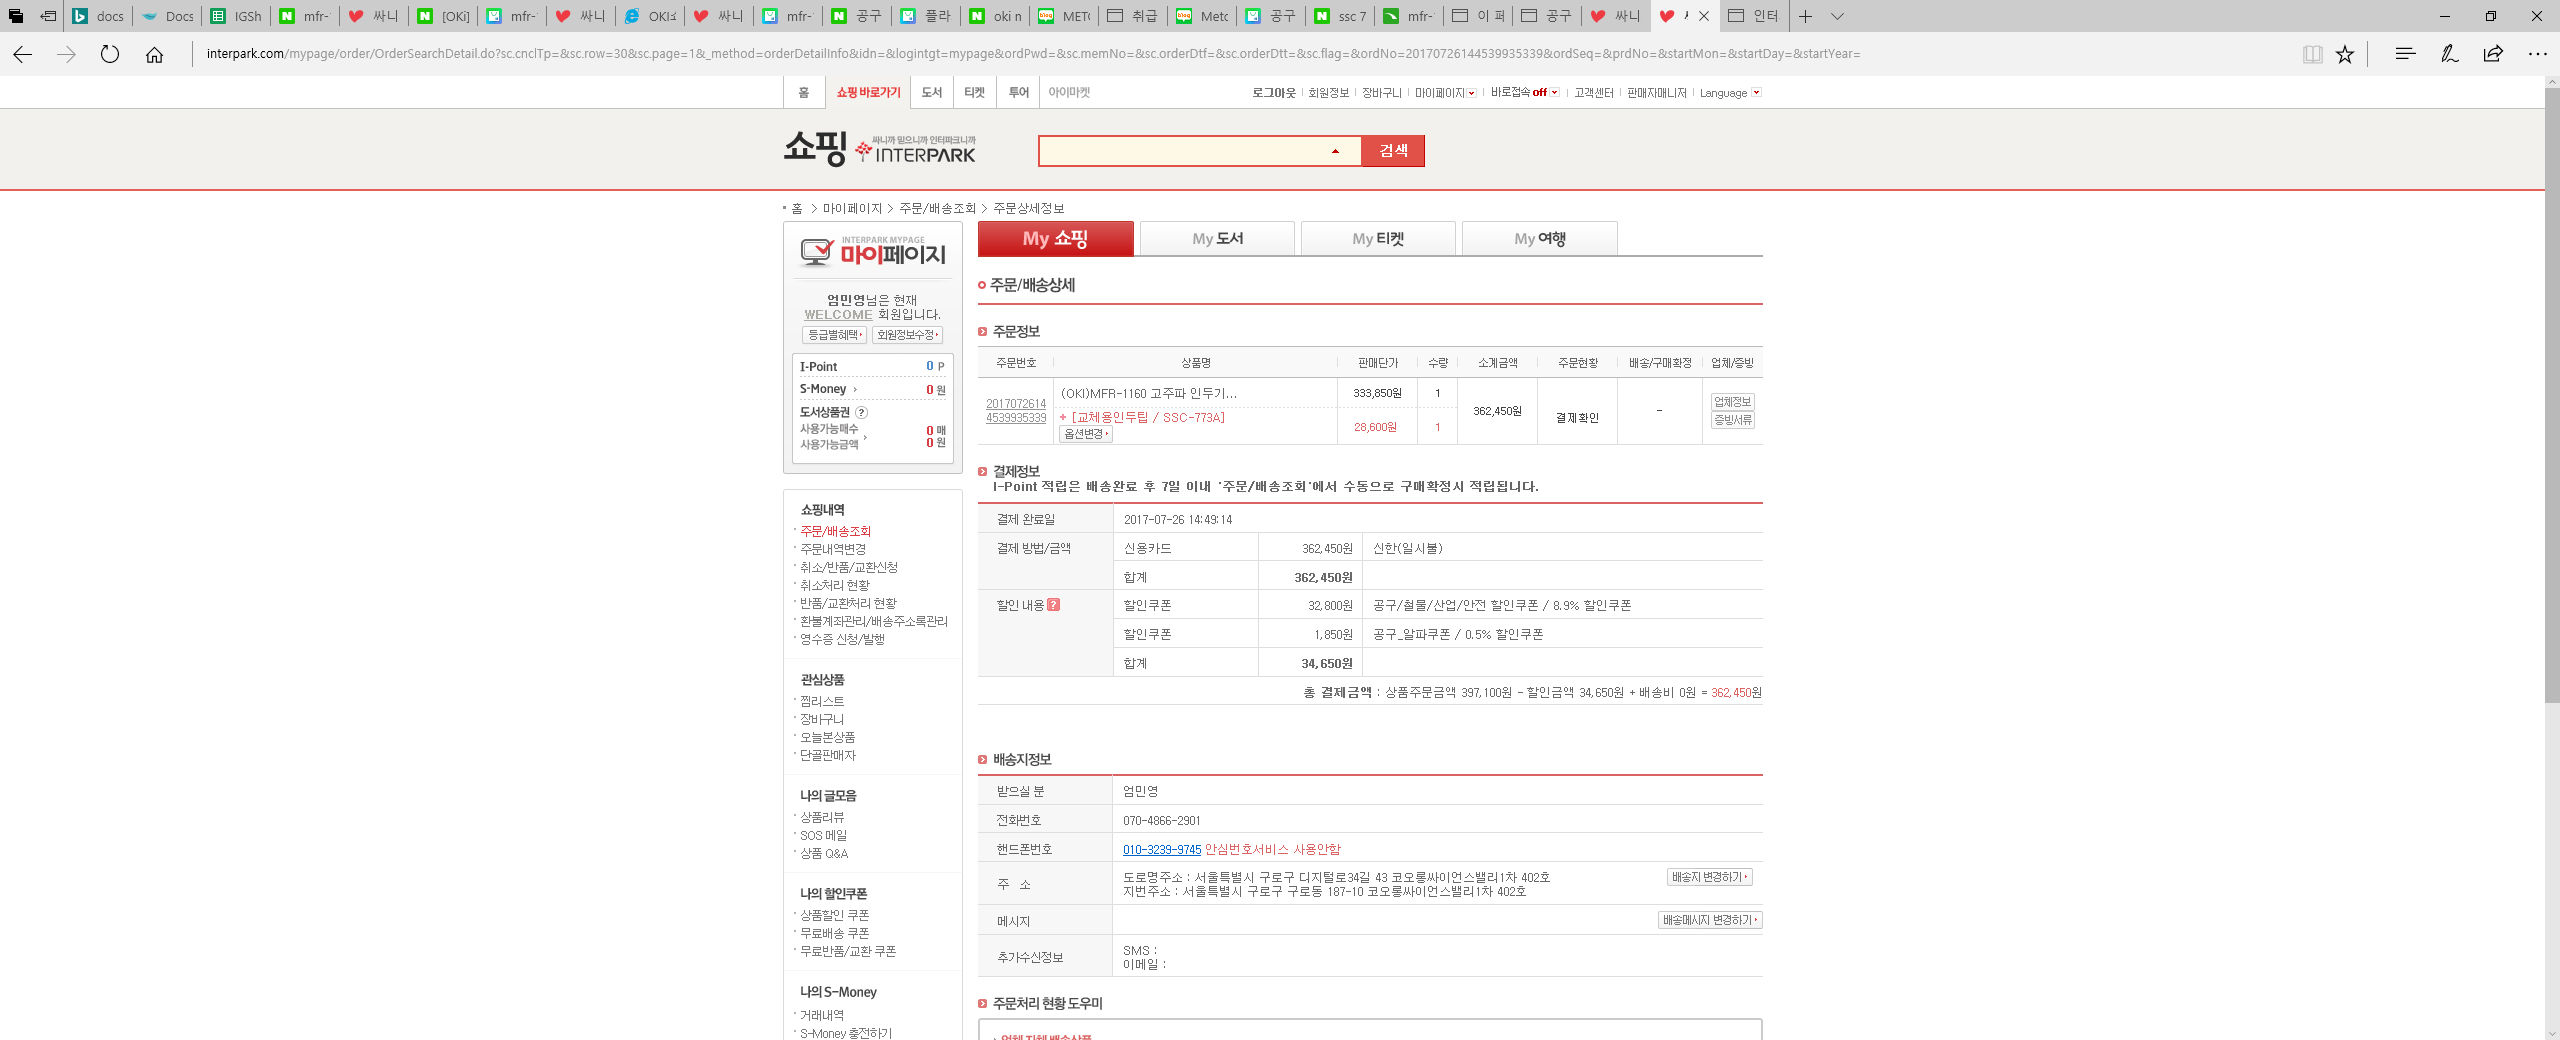 docs
Docs
IGSh
mfr-
싸니
[OKi]
mfr-
싸니
OKI소
싸니
mfr-
공구
플라
oki n
METC
취급
Metc
공구
ssc 7
mfr-
이 퍼
공구
싸니
인터
interpark.com/mypage/order/OrderSearchDetail.do?sc.cnclTp=&sc.row=30&sc.page=1&_method=orderDetailInfo&idn=&logintgt=mypage&ordPwd=&sc.memNo=&sc.orderDtf=&sc.orderDtt=&sc.flag=&ordNo=20170726144539935339&ordSeq=&prdNo=&startMon=&startDay=&startYear=
홈 쇼핑 바로가기 도서 티켓 투어 아이마켓
로그아웃 회원정보 장바구니 마이페이지 바로접속 off 고객센터 판매자매니저 Language
쇼핑 싸니까 믿으니까 인터파크니까
INTERPARK
검색
홈 > 마이페이지 > 주문/배송조회 > 주문상세정보
INTERPARK MYPAGE
마이페이지
엄민영님은 현재
WELCOME 회원입니다.
등급별혜택 회원정보수정
I-Point 0 P
S-Money 0 원
도서상품권 ?
사용가능매수 0 매
사용가능금액 0 원
쇼핑내역
주문/배송조회
주문내역변경
취소/반품/교환신청
취소처리 현황
반품/교환처리 현황
환불계좌관리/배송주소록관리
영수증 신청/발행
관심상품
찜리스트
장바구니
오늘본상품
단골판매자
나의 글모음
상품리뷰
SOS 메일
상품 Q&A
나의 할인쿠폰
상품할인 쿠폰
무료배송 쿠폰
무료반품/교환 쿠폰
나의 S-Money
거래내역
S-Money 충전하기
My 쇼핑 My 도서 My 티켓 My 여행
주문/배송상세
주문정보
주문번호 상품명 판매단가 수량 소계금액 주문현황 배송/구매확정 업체/증빙
2017072614
4539935339
(OKI)MFR-1160 고주파 인두기... 333,850원 1
+ [교체용인두팁 / SSC-773A] 28,600원 1
옵션변경
362,450원 결제확인 -
업체정보
증빙서류
결제정보
I-Point 적립은 배송완료 후 7일 이내 '주문/배송조회'에서 수동으로 구매확정시 적립됩니다.
결제 완료일 2017-07-26 14:49:14
결제 방법/금액 신용카드 362,450원 신한(일시불)
합계 362,450원
할인 내용 ? 할인쿠폰 32,800원 공구/철물/산업/안전 할인쿠폰 / 8.9% 할인쿠폰
할인쿠폰 1,850원 공구_알파쿠폰 / 0.5% 할인쿠폰
합계 34,650원
총 결제금액 : 상품주문금액 397,100원 - 할인금액 34,650원 + 배송비 0원 = 362,450원
배송지정보
받으실 분 엄민영
전화번호 070-4866-2901
핸드폰번호 010-3239-9745 안심번호서비스 사용안함
주 소 도로명주소 : 서울특별시 구로구 디지털로34길 43 코오롱싸이언스밸리1차 402호
지번주소 : 서울특별시 구로구 구로동 187-10 코오롱싸이언스밸리1차 402호
배송지 변경하기
메시지 배송메시지 변경하기
추가수신정보 SMS :
이메일 :
주문처리 현황 도우미
업체 자체 배송상품